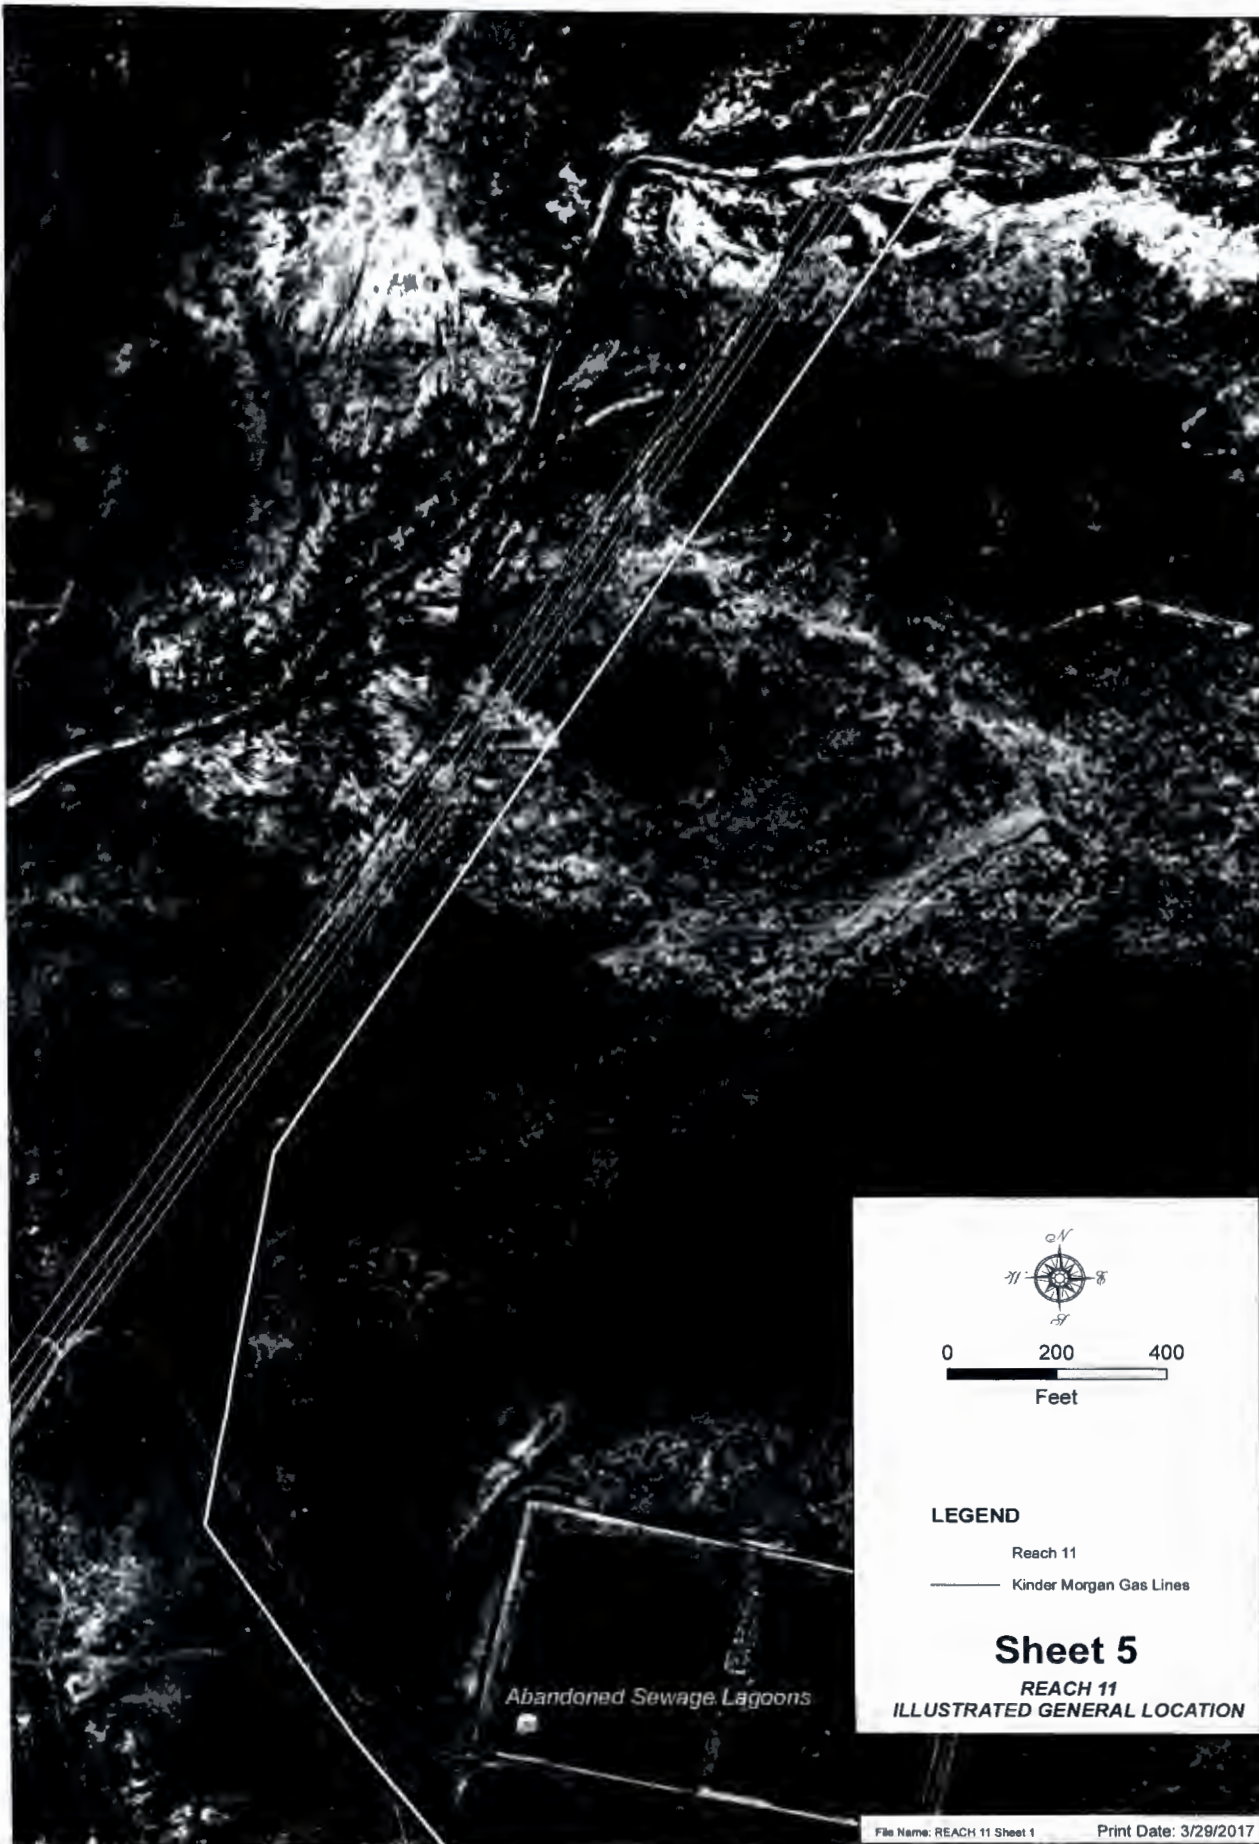 Abandoned Sewage Lagoons
N
W
E
S
0 200 400
Feet
LEGEND
Reach 11
Kinder Morgan Gas Lines
Sheet 5
REACH 11
ILLUSTRATED GENERAL LOCATION
File Name: REACH 11 Sheet 1
Print Date: 3/29/2017